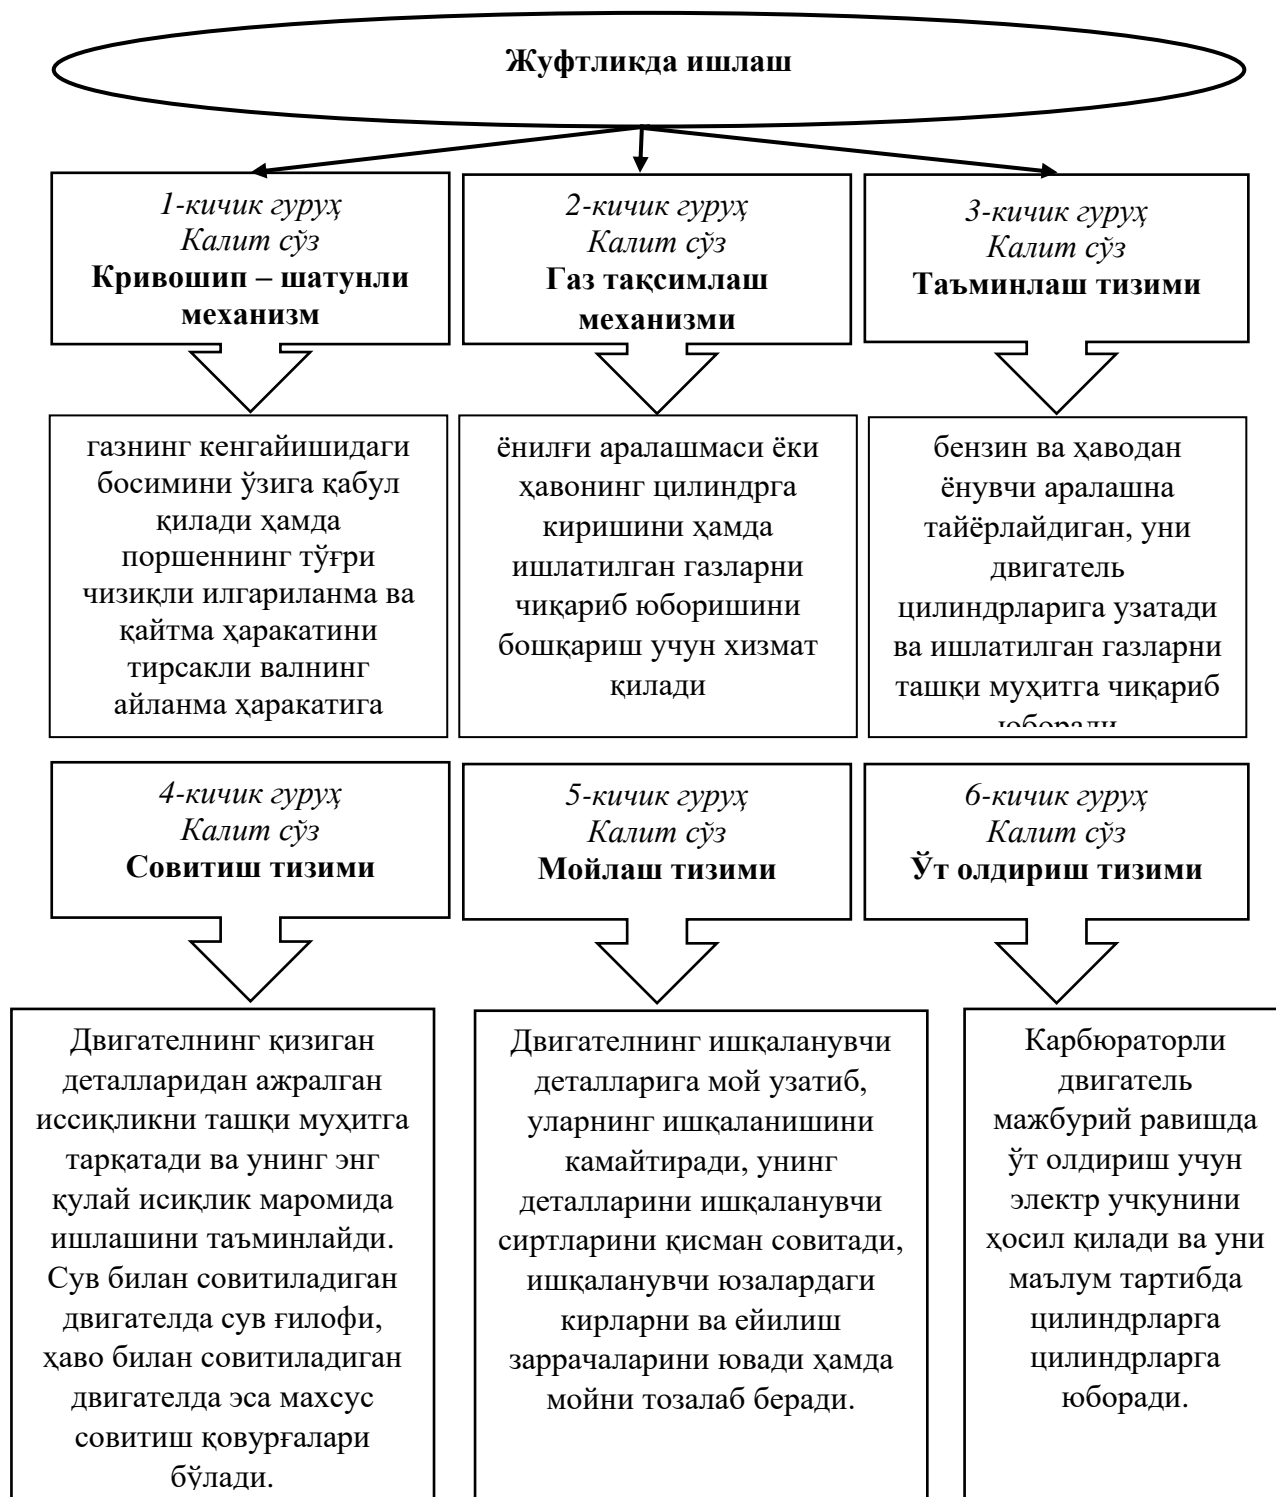 Жуфтликда ишлаш
1-кичик гуруҳ
Калит сўз
Кривошип – шатунли
механизм
2-кичик гуруҳ
Калит сўз
Газ тақсимлаш
механизми
3-кичик гуруҳ
Калит сўз
Таъминлаш тизими
газнинг кенгайишидаги
босимини ўзига қабул
қилади ҳамда
поршеннинг тўғри
чизиқли илгариланма ва
қайтма ҳаракатини
тирсакли валнинг
айланма ҳаракатига
ёнилғи аралашмаси ёки
ҳавонинг цилиндрга
киришини ҳамда
ишлатилган газларни
чиқариб юборишини
бошқариш учун хизмат
қилади
бензин ва ҳаводан
ёнувчи аралашна
тайёрлайдиган, уни
двигатель
цилиндрларига узатади
ва ишлатилган газларни
ташқи муҳитга чиқариб
юборади
4-кичик гуруҳ
Калит сўз
Совитиш тизими
5-кичик гуруҳ
Калит сўз
Мойлаш тизими
6-кичик гуруҳ
Калит сўз
Ўт олдириш тизими
Двигателнинг қизиган
деталларидан ажралган
иссиқликни ташқи муҳитга
тарқатади ва унинг энг
қулай исиқлик маромида
ишлашини таъминлайди.
Сув билан совитиладиган
двигателда сув ғилофи,
ҳаво билан совитиладиган
двигателда эса махсус
совитиш қовурғалари
бўлади.
Двигателнинг ишқаланувчи
деталларига мой узатиб,
уларнинг ишқаланишини
камайтиради, унинг
деталларини ишқаланувчи
сиртларини қисман совитади,
ишқаланувчи юзалардаги
кирларни ва ейилиш
заррачаларини ювади ҳамда
мойни тозалаб беради.
Карбюраторли
двигатель
мажбурий равишда
ўт олдириш учун
электр учқунини
ҳосил қилади ва уни
маълум тартибда
цилиндрларга
цилиндрларга
юборади.